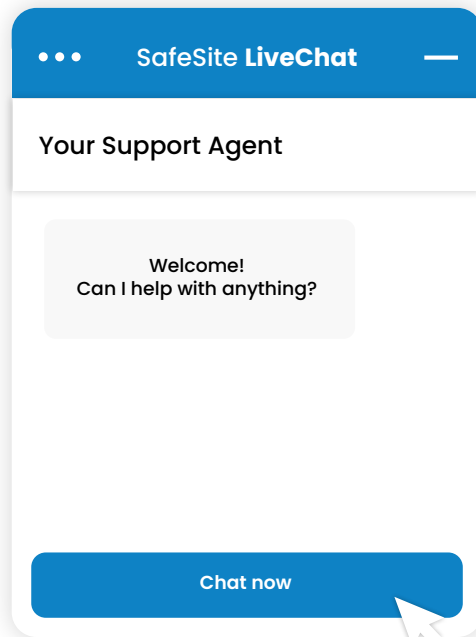 SafeSite LiveChat
Your Support Agent
Welcome!
Can I help with anything?
Chat now